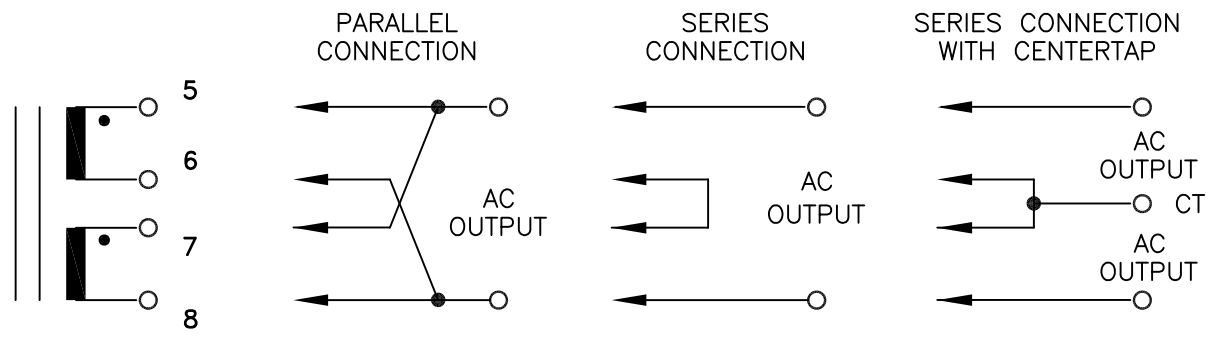 PARALLEL
CONNECTION
SERIES
CONNECTION
SERIES CONNECTION
WITH CENTERTAP
5
6
7
8
AC
OUTPUT
AC
OUTPUT
AC
OUTPUT
CT
AC
OUTPUT